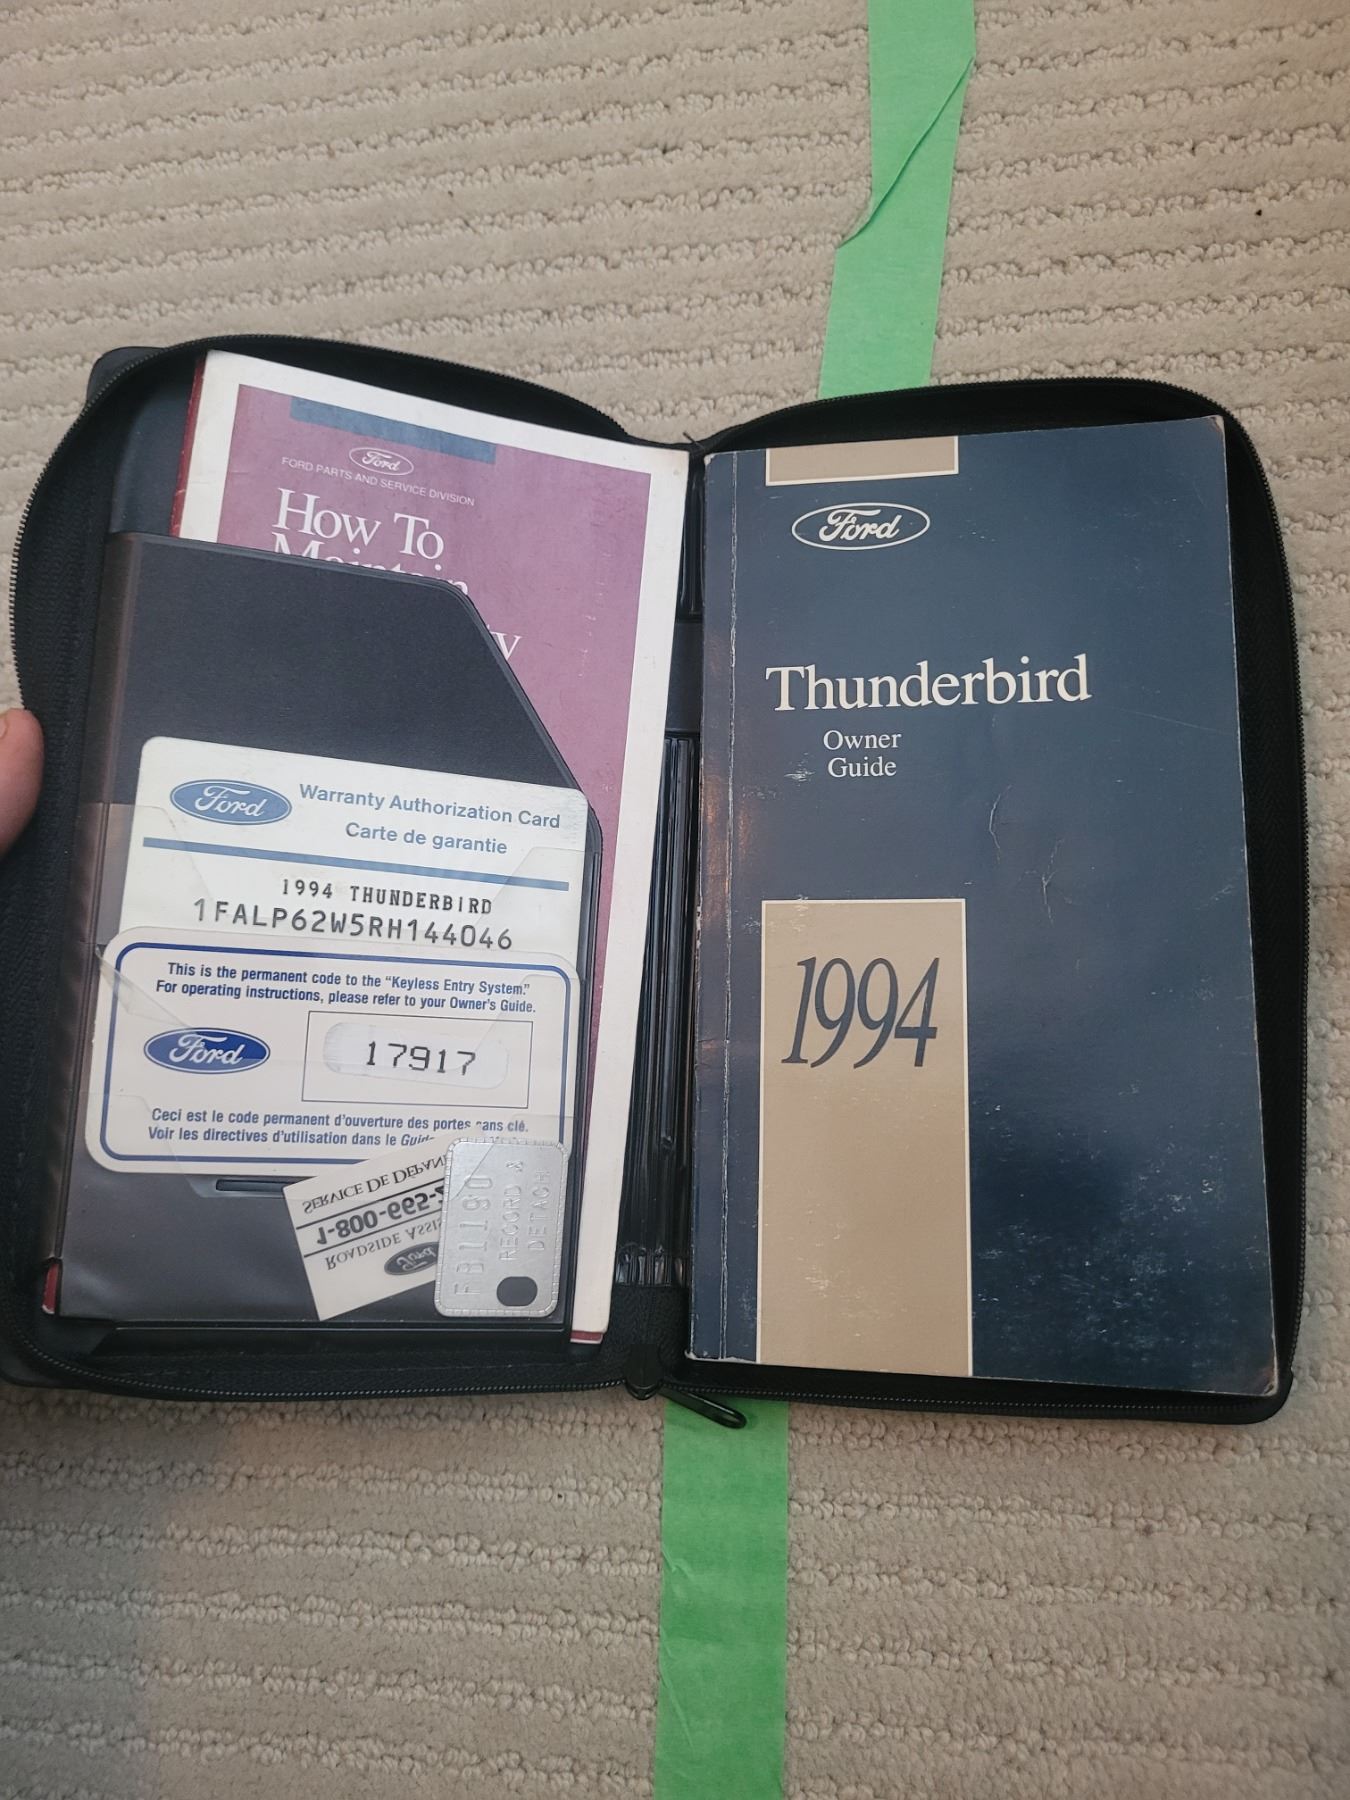 Ford
FORD PARTS AND SERVICE DIVISION
How To
Maintain
Ford
Warranty Authorization Card
Carte de garantie
1994 THUNDERBIRD
1FALP62W5RH144046
This is the permanent code to the “Keyless Entry System.”
For operating instructions, please refer to your Owner's Guide.
Ford
17917
Ceci est le code permanent d'ouverture des portes sans clé.
Voir les directives d'utilisation dans le
SERVICE DE
1-800-665-
ROADSIDE
Ford
FB1190
RECORD &
DETACH
Ford
Thunderbird
Owner
Guide
1994